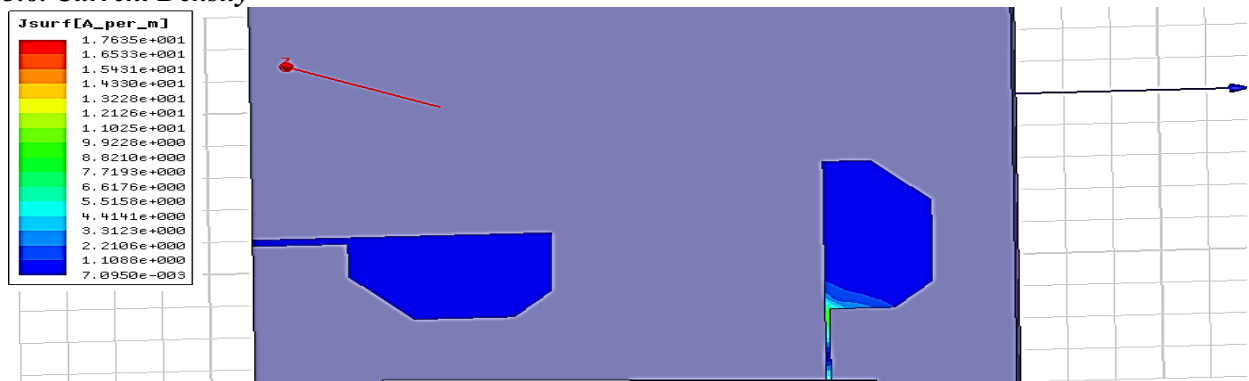 Jsurf[A_per_m]
1.7635e+001
1.6533e+001
1.5431e+001
1.4330e+001
1.3228e+001
1.2126e+001
1.1025e+001
9.9228e+000
8.8210e+000
7.7193e+000
6.6176e+000
5.5158e+000
4.4141e+000
3.3123e+000
2.2106e+000
1.1088e+000
7.0950e-003
Z